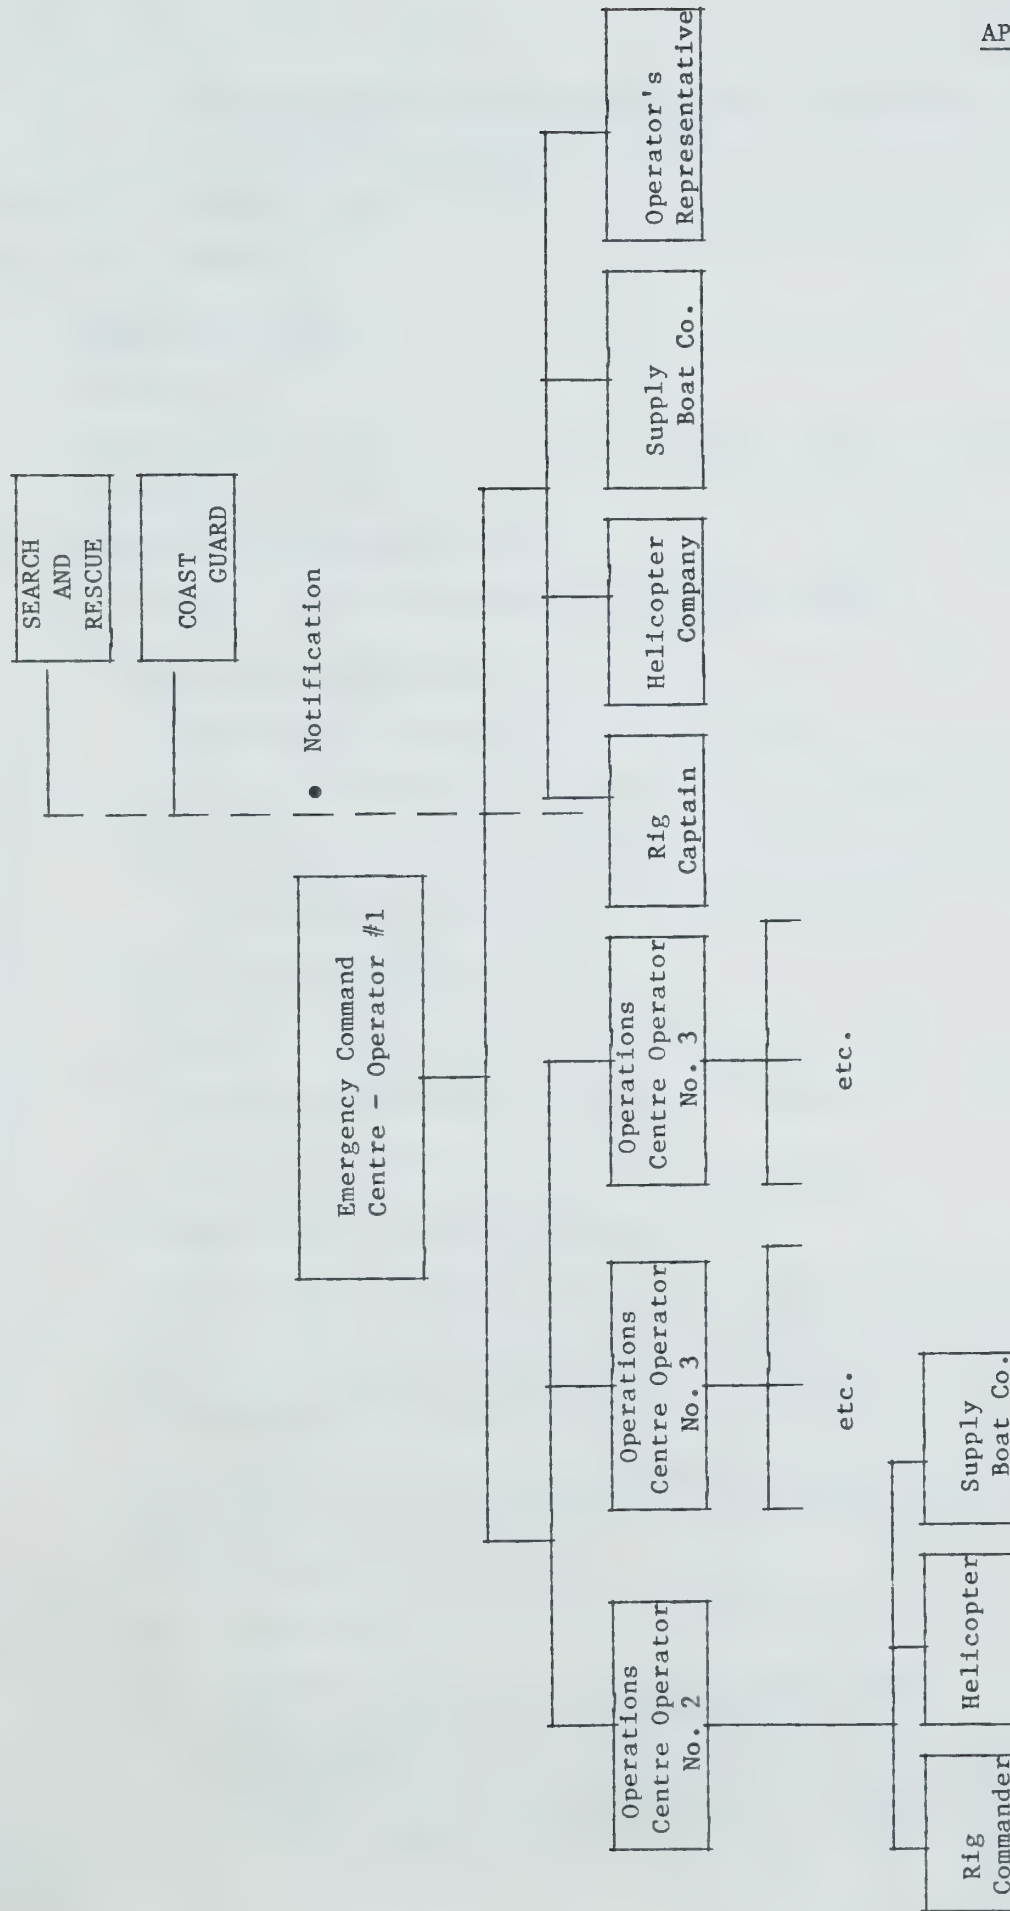 AP
SEARCH
AND
RESCUE
COAST
GUARD
• Notification
Emergency Command
Centre - Operator #1
Operations
Centre Operator
No. 2
Operations
Centre Operator
No. 3
Operations
Centre Operator
No. 3
Rig
Captain
Helicopter
Company
Supply
Boat Co.
Operator's
Representative
etc.
etc.
Rig
Commander
Helicopter
Supply
Boat Co.